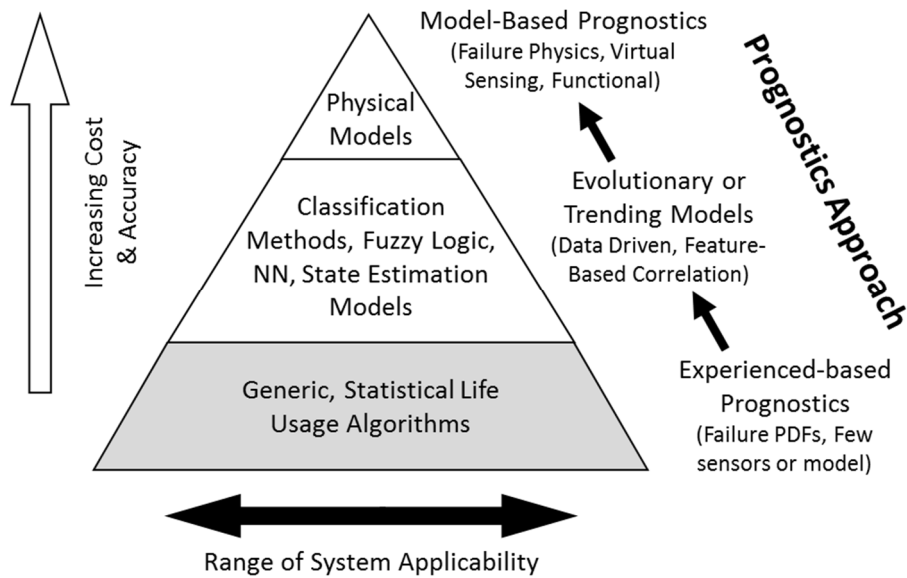 Model-Based Prognostics
(Failure Physics, Virtual
Sensing, Functional)
Prognostics Approach
Increasing Cost
& Accuracy
Physical
Models
Evolutionary or
Trending Models
(Data Driven, Feature-
Based Correlation)
Classification
Methods, Fuzzy Logic,
NN, State Estimation
Models
Experienced-based
Prognostics
(Failure PDFs, Few
sensors or model)
Generic, Statistical Life
Usage Algorithms
Range of System Applicability